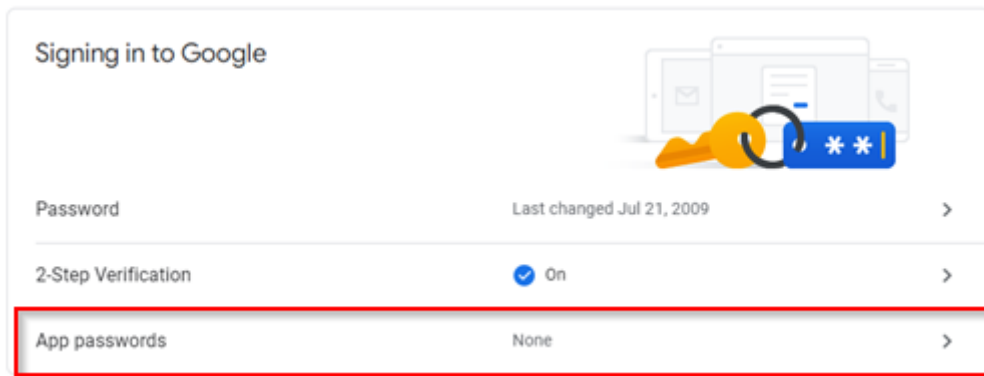 Signing in to Google
**
Password Last changed Jul 21, 2009 >
2-Step Verification On >
App passwords None >